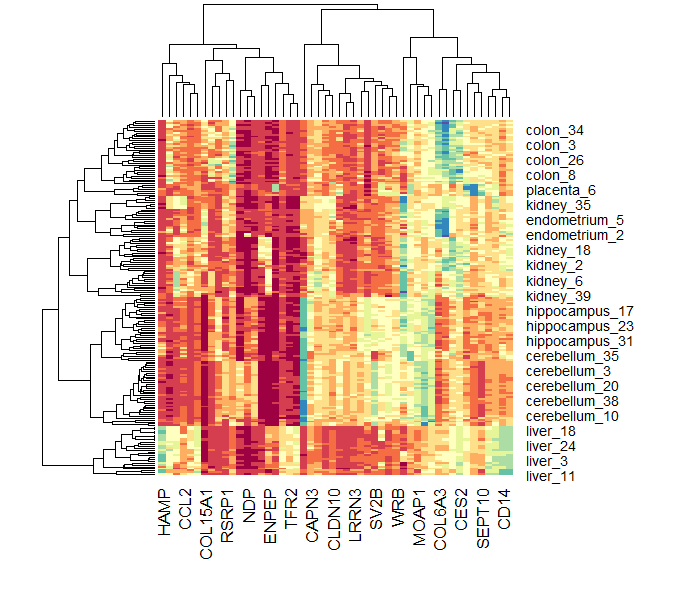 colon_34
colon_3
colon_26
colon_8
placenta_6
kidney_35
endometrium_5
endometrium_2
kidney_18
kidney_2
kidney_6
kidney_39
hippocampus_17
hippocampus_23
hippocampus_31
cerebellum_35
cerebellum_3
cerebellum_20
cerebellum_38
cerebellum_10
liver_18
liver_24
liver_3
liver_11
HAMP
CCL2
COL15A1
RSRP1
NDP
ENPEP
TFR2
CAPN3
CLDN10
LRRN3
SV2B
WRB
MOAP1
COL6A3
CES2
SEPT10
CD14